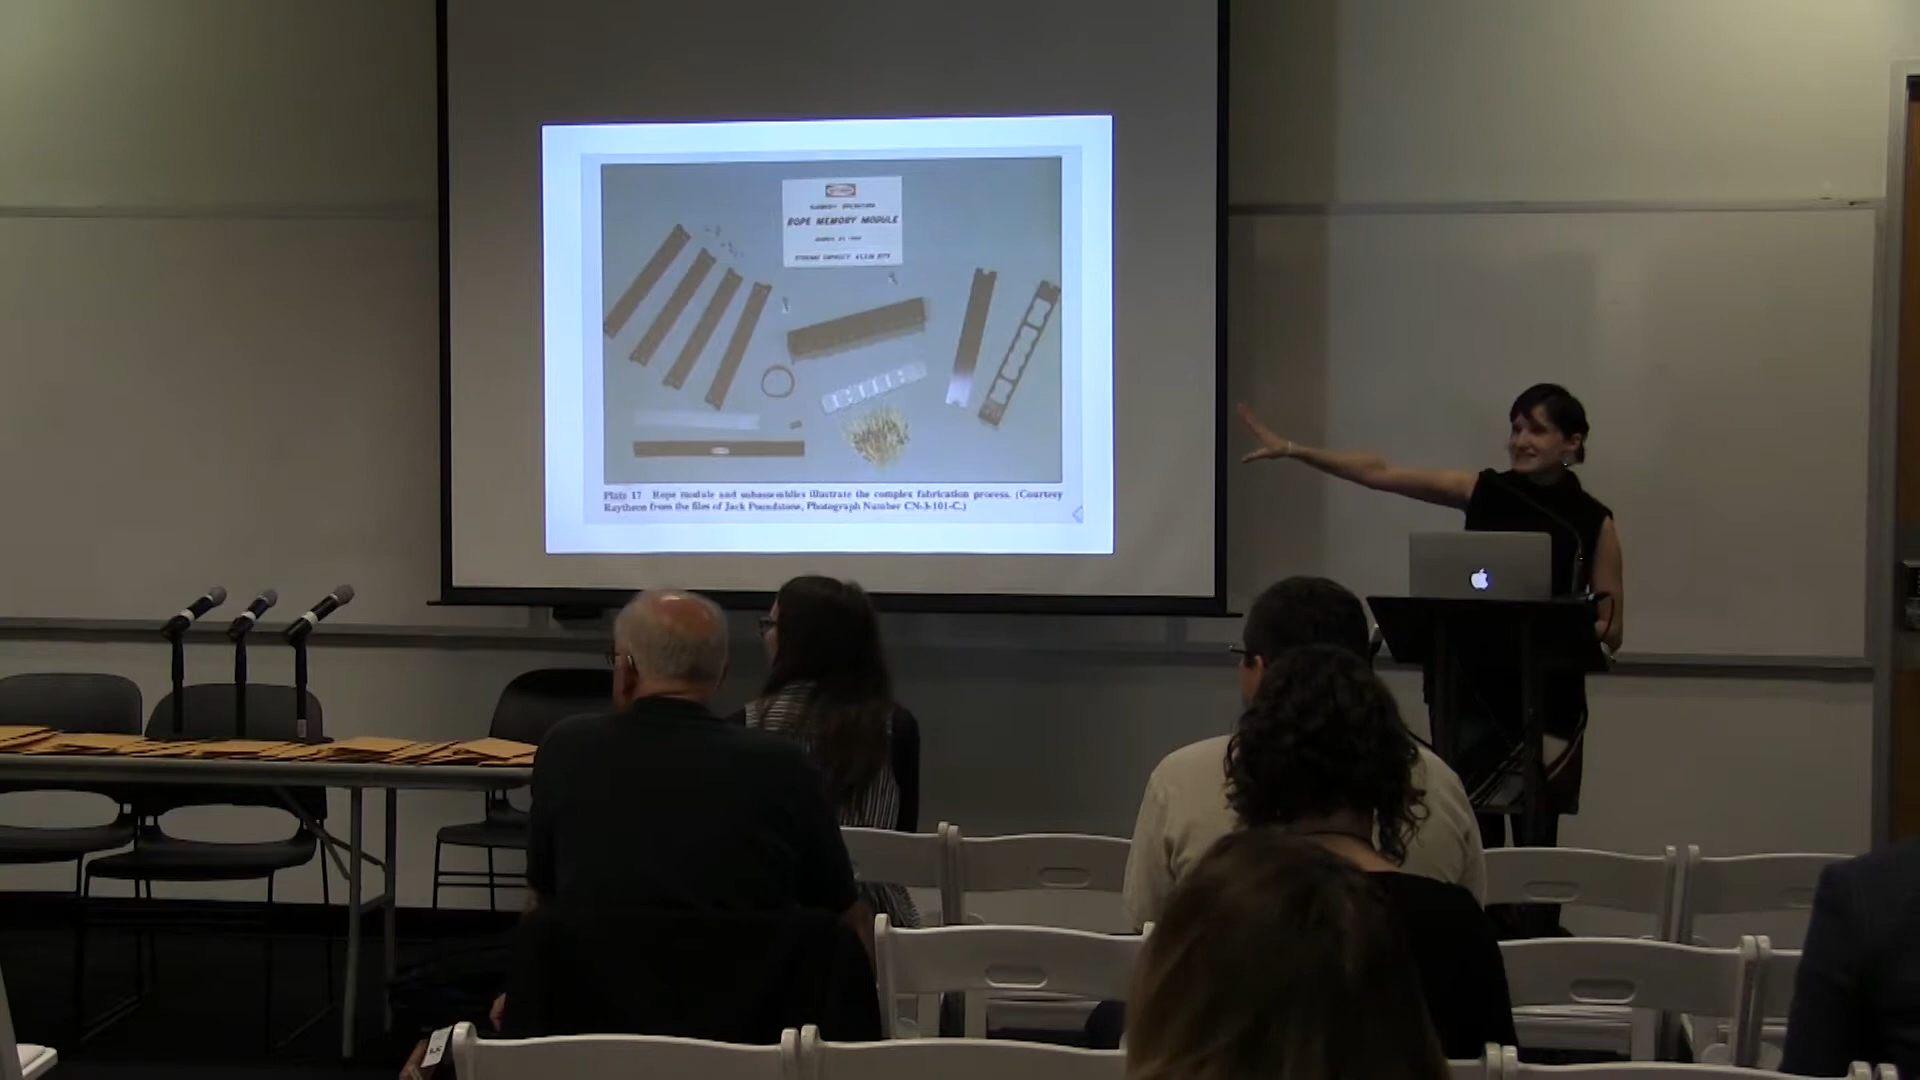 ROPE MEMORY MODULE
Plate 17 Rope module and subassemblies illustrate the complex fabrication process. (Courtesy
Raytheon from the files of Jack Poundstone, Photograph Number CN-3-101-C.)